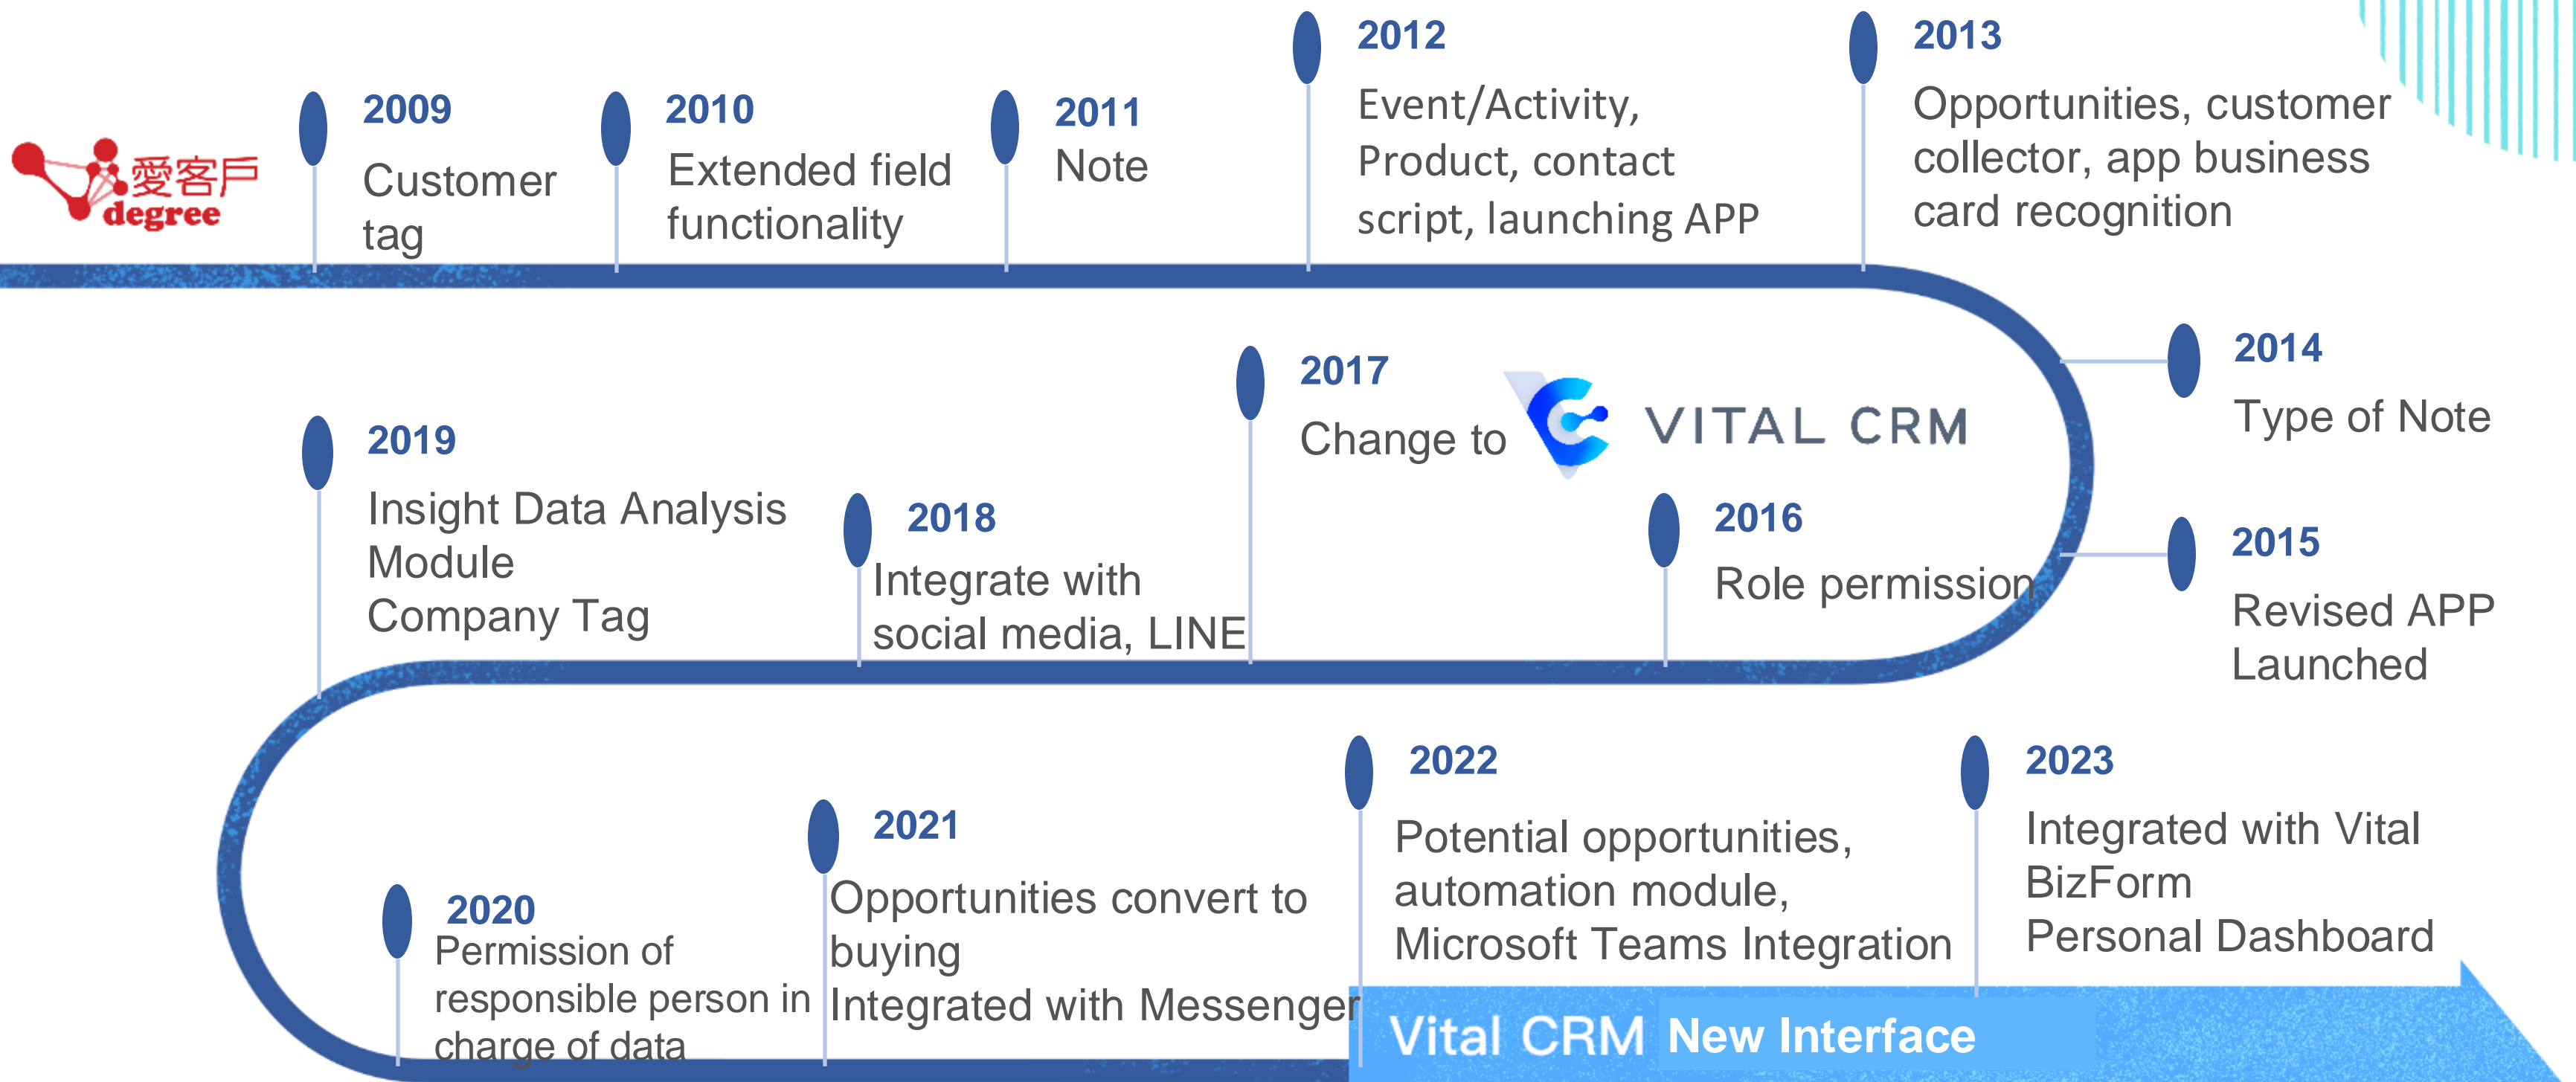 愛客戶
degree
2009
Customer
tag
2010
Extended field
functionality
2011
Note
2012
Event/Activity,
Product, contact
script, launching APP
2013
Opportunities, customer
collector, app business
card recognition
2014
Type of Note
2015
Revised APP
Launched
2016
Role permission
2017
Change to
VITAL CRM
2018
Integrate with
social media, LINE
2019
Insight Data Analysis
Module
Company Tag
2020
Permission of
responsible person in
charge of data
2021
Opportunities convert to
buying
Integrated with Messenger
2022
Potential opportunities,
automation module,
Microsoft Teams Integration
2023
Integrated with Vital
BizForm
Personal Dashboard
Vital CRM New Interface